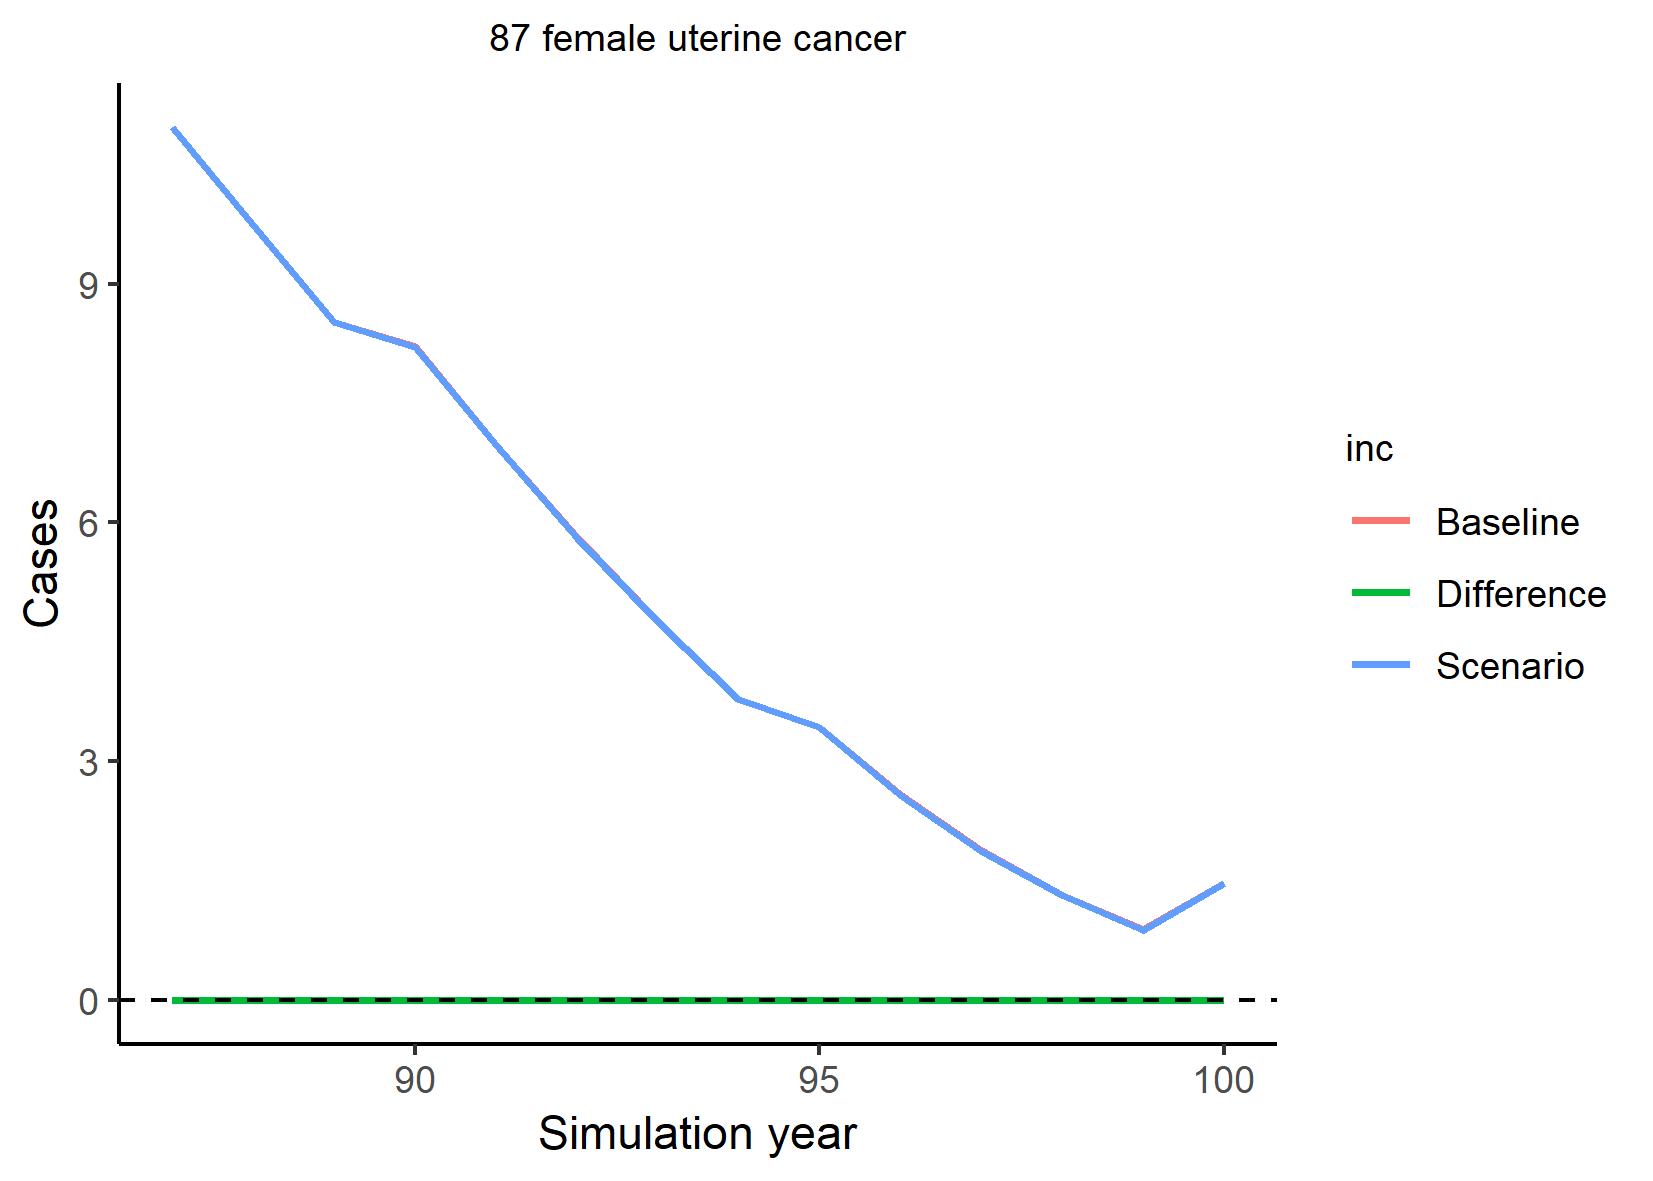 87 female uterine cancer
Cases
9
6
3
0
90 95 100
Simulation year
inc
Baseline
Difference
Scenario